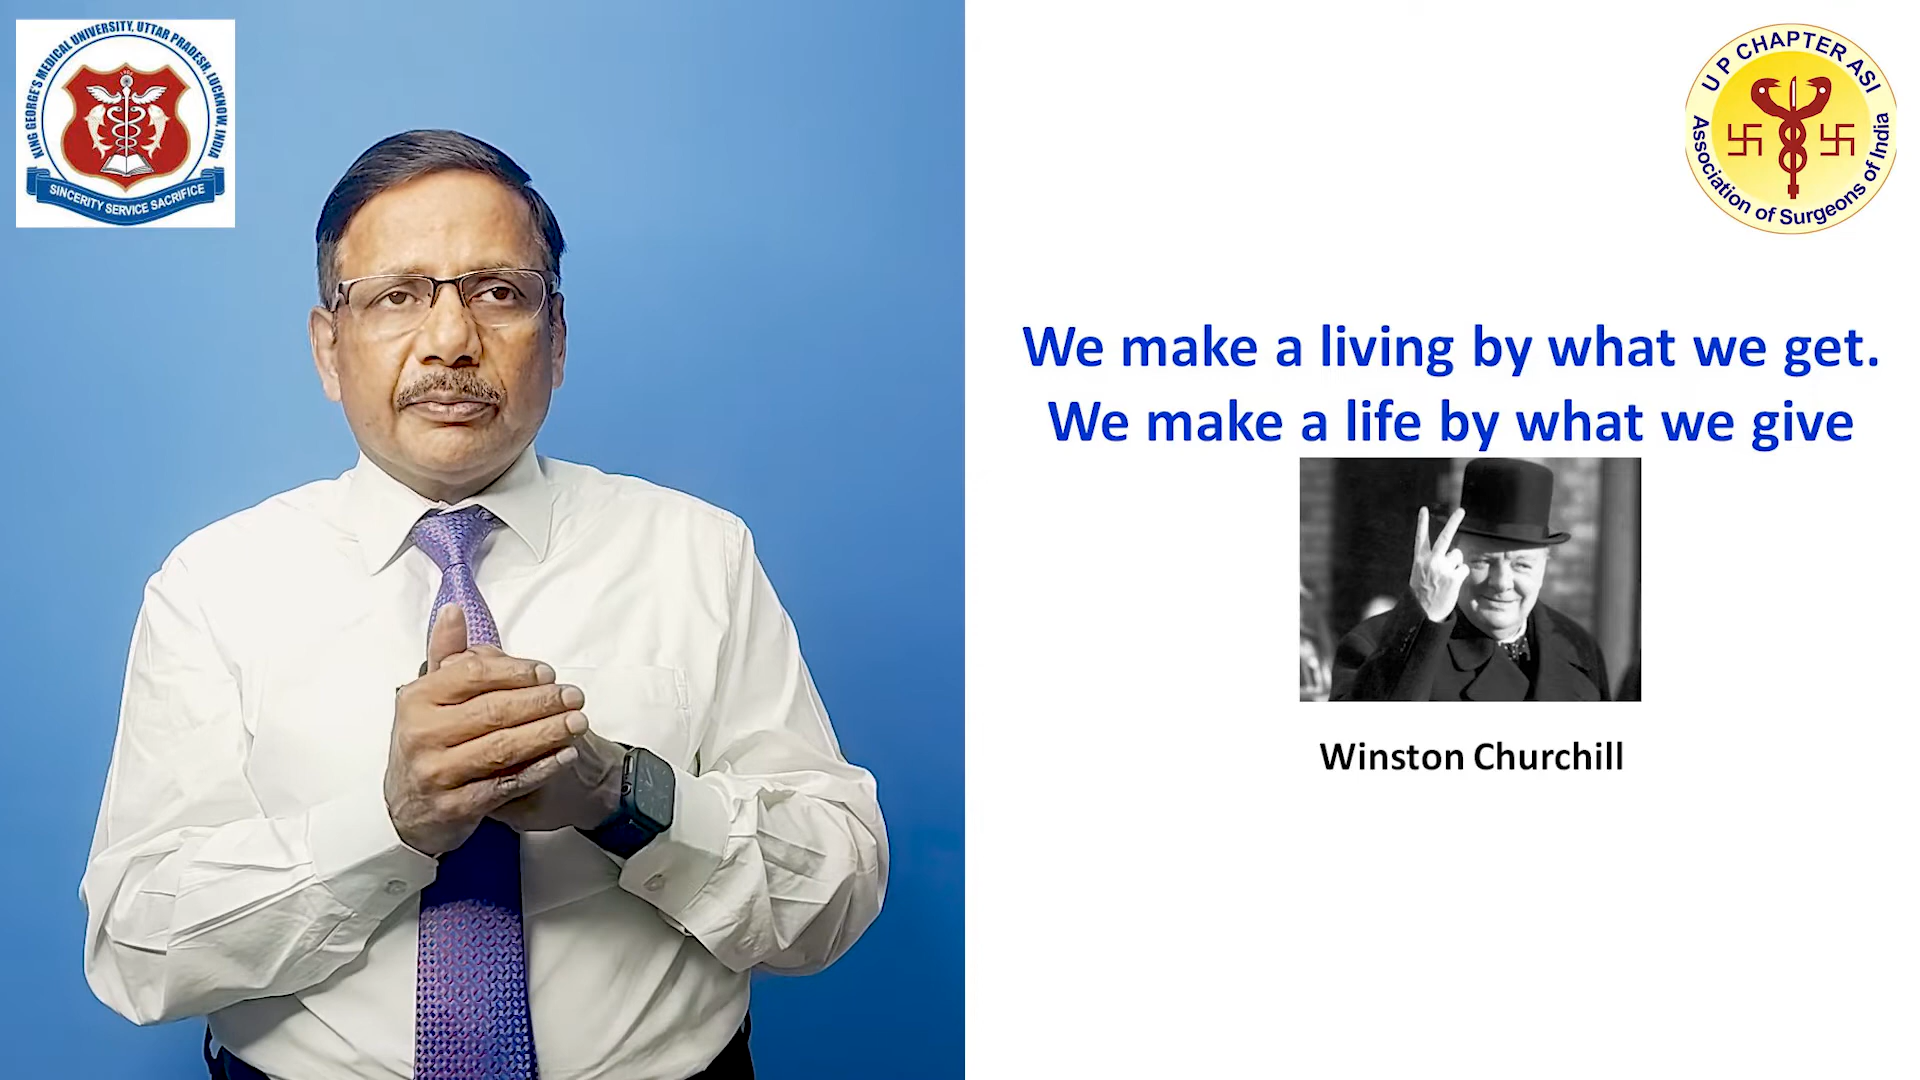 KING GEORGE'S MEDICAL UNIVERSITY, UTTAR PRADESH, LUCKNOW, INDIA
SINCERITY SERVICE SACRIFICE
U P CHAPTER ASI
Association of Surgeons of India
We make a living by what we get.
We make a life by what we give
Winston Churchill